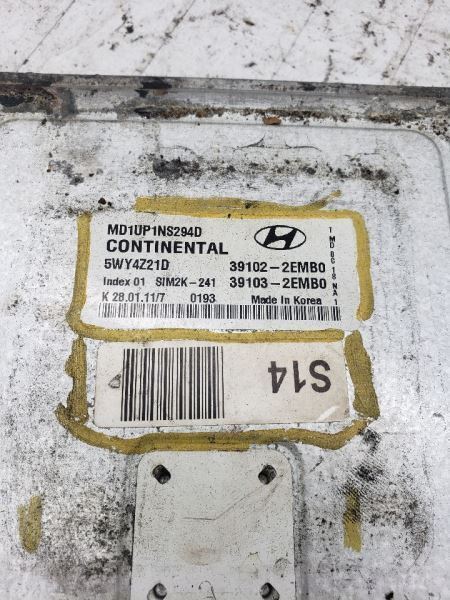 MD1UP1NS294D
CONTINENTAL
5WY4Z21D 39102-2EMB0
Index 01 SIM2K-241 39103-2EMB0
K 28.01.11/7 0193 Made in Korea
S14